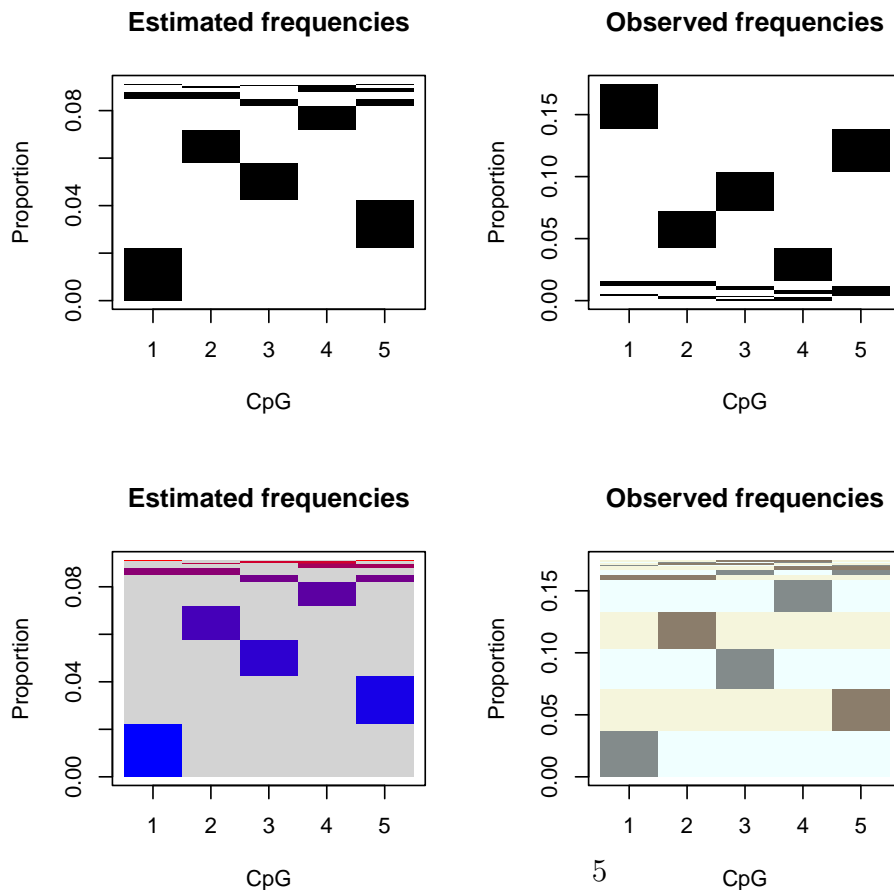 Estimated frequencies
Proportion
0.08
0.04
0.00
1 2 3 4 5
CpG
Observed frequencies
Proportion
0.15
0.10
0.05
0.00
1 2 3 4 5
CpG
Estimated frequencies
Proportion
0.08
0.04
0.00
1 2 3 4 5
CpG
Observed frequencies
Proportion
0.15
0.10
0.05
0.00
1 2 3 4 5
CpG
5